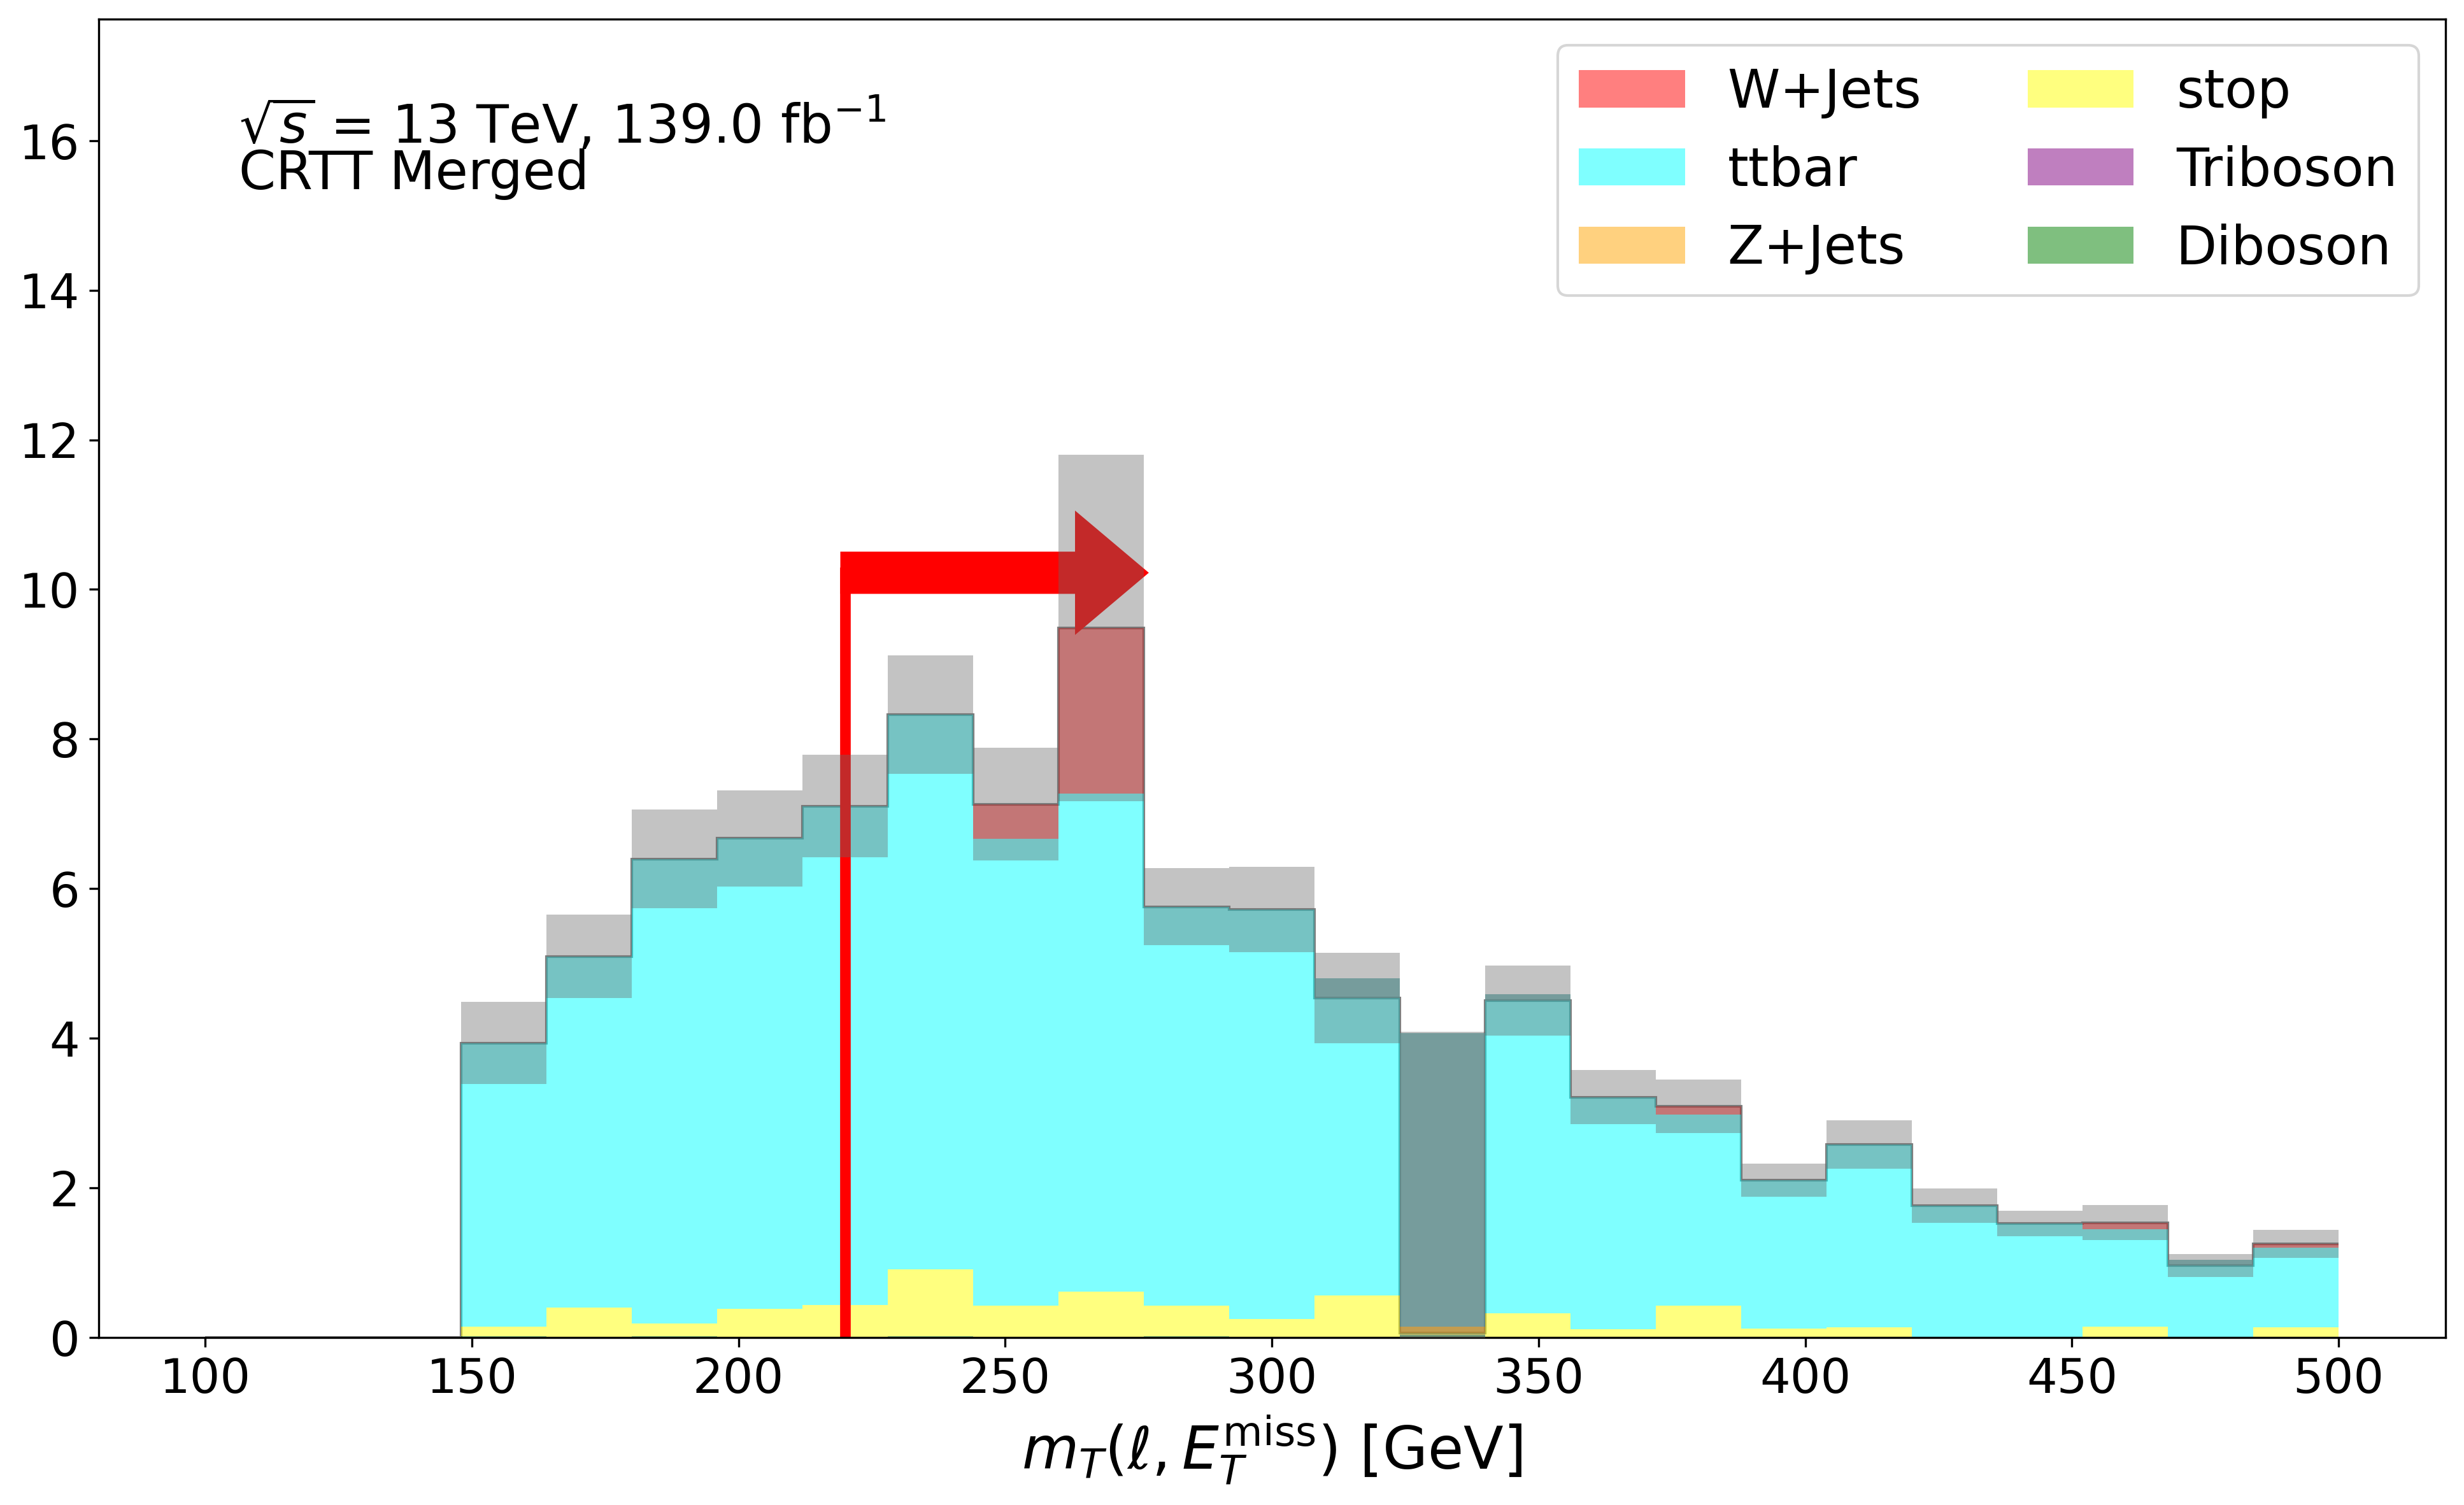 √s = 13 TeV, 139.0 fb⁻¹
CRTT Merged
W+Jets
ttbar
Z+Jets
stop
Triboson
Diboson
16
14
12
10
8
6
4
2
0
100 150 200 250 300 350 400 450 500
m_T(ℓ, E_T^miss) [GeV]